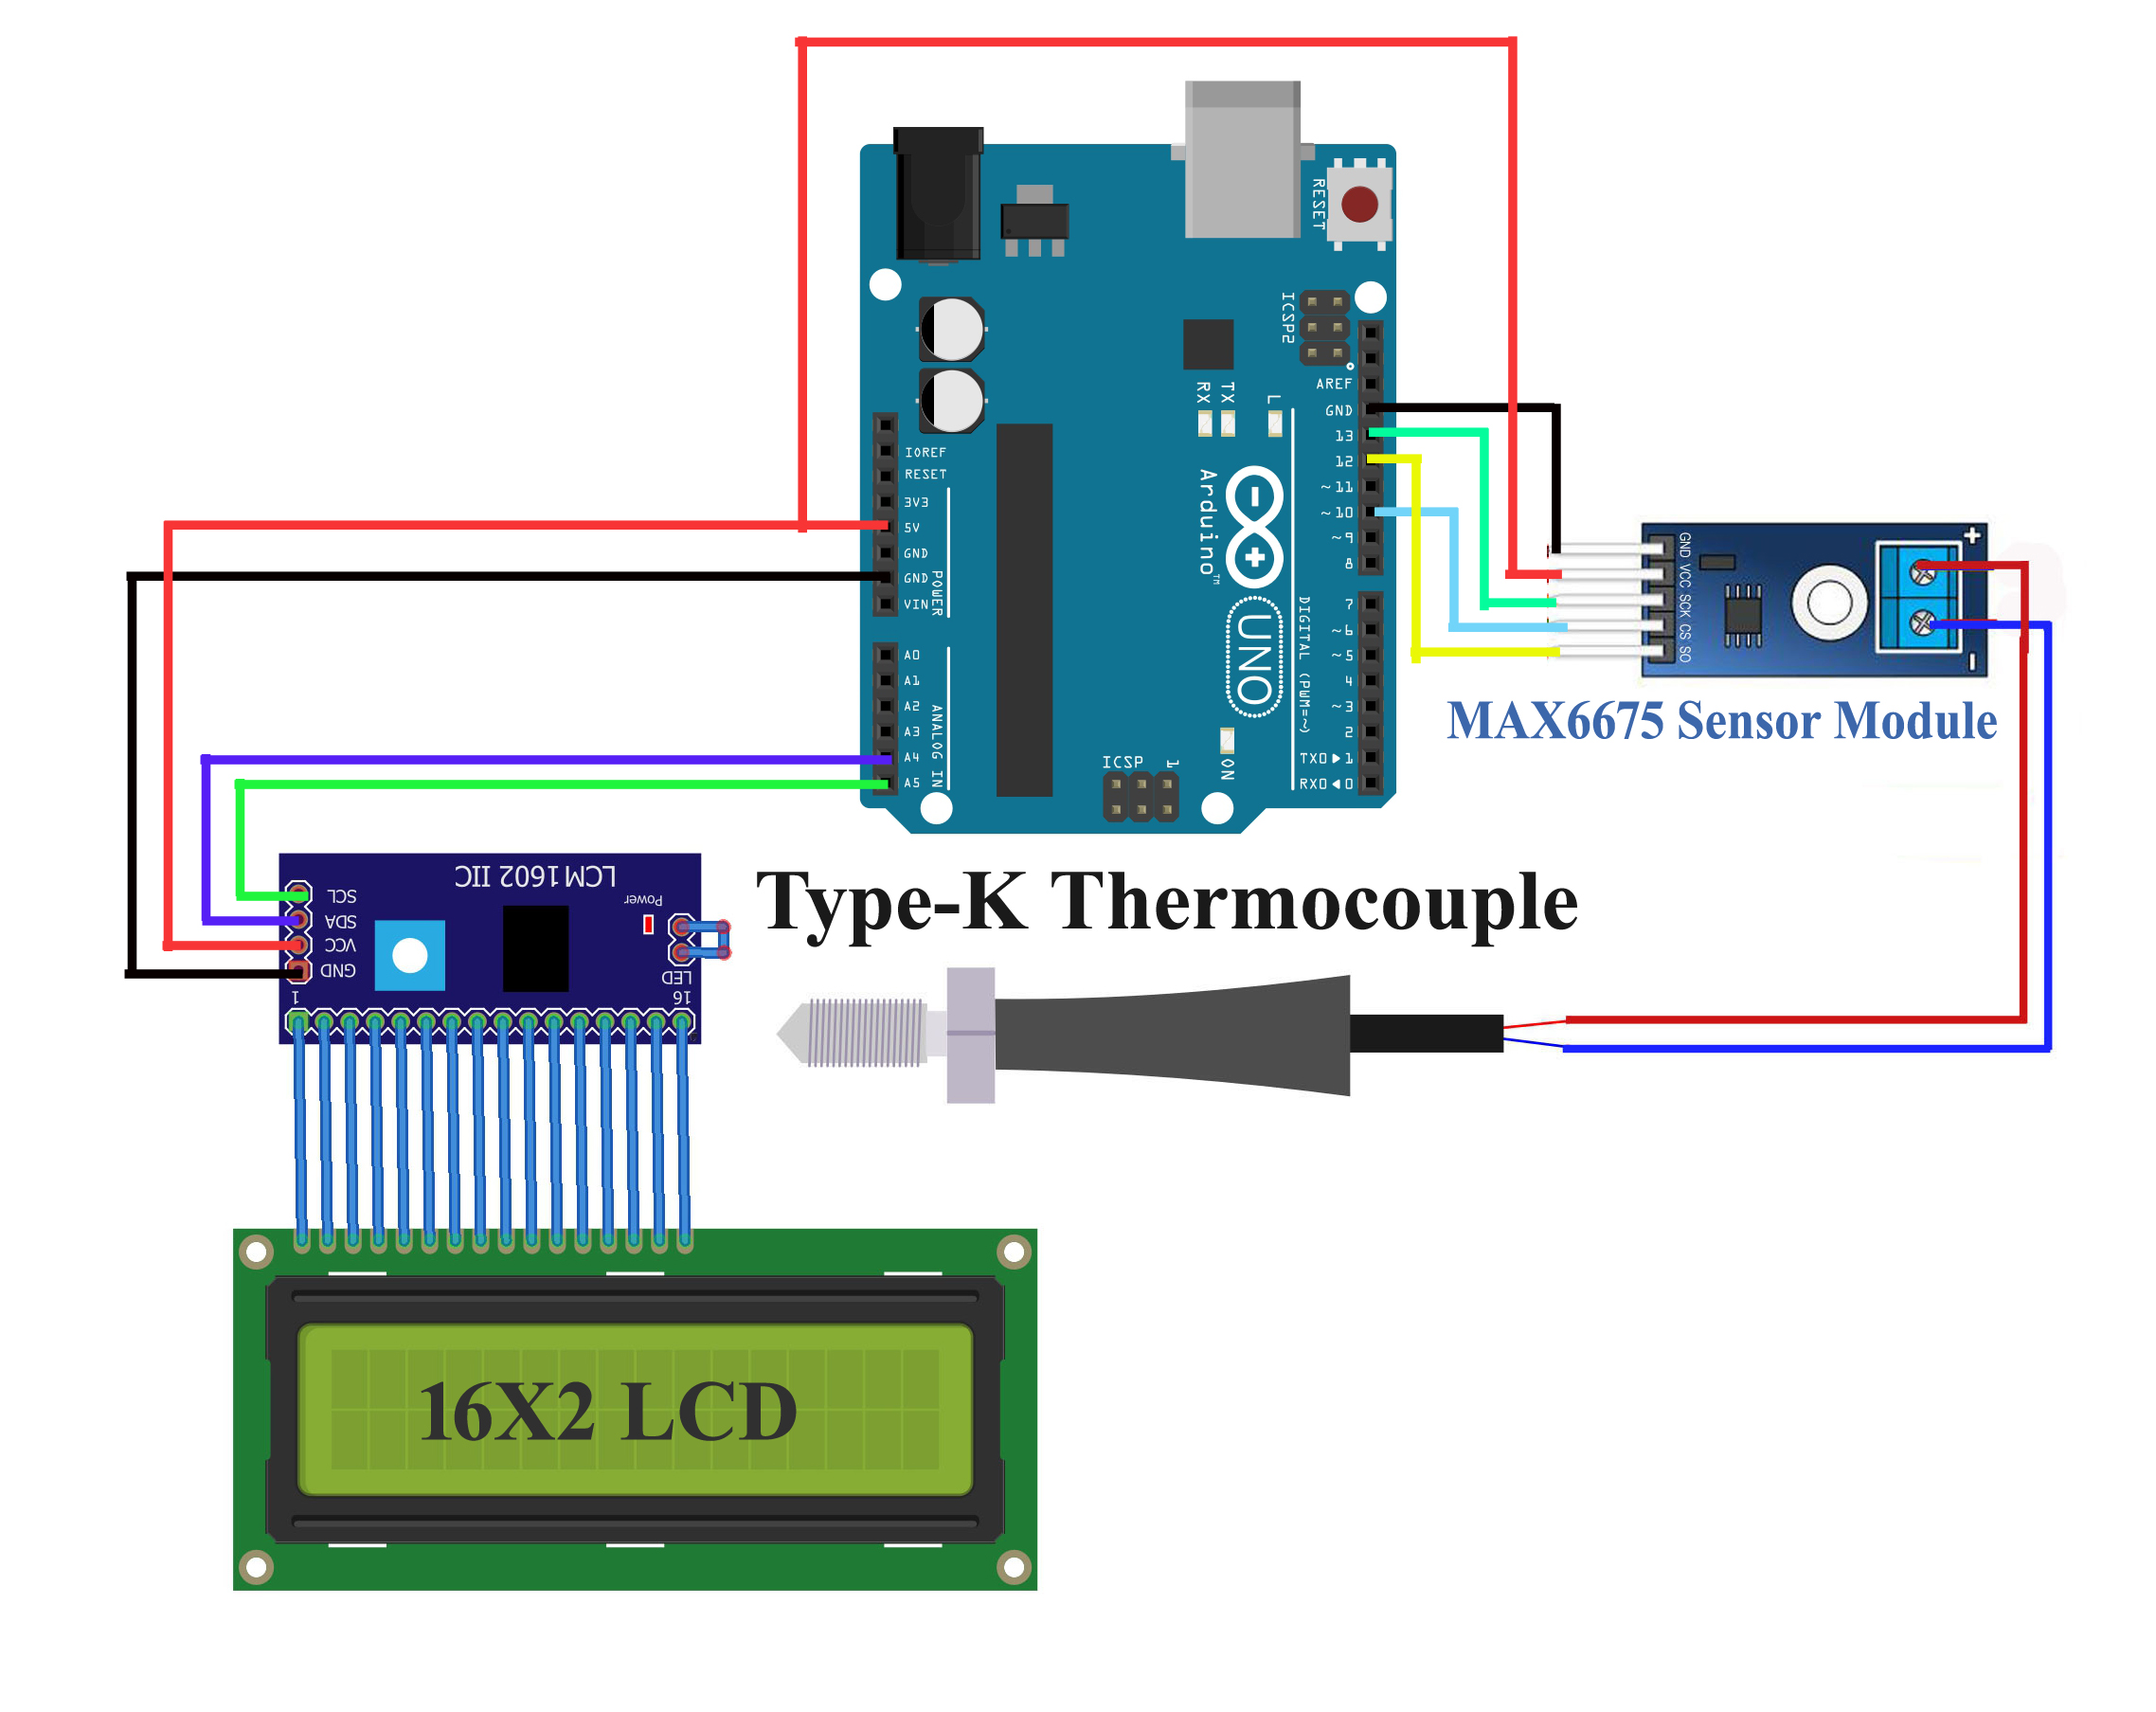 RESET
ICSP2
AREF
GND
13
12
~11
~10
~9
8
7
~6
~5
4
~3
2
TX0▶1
RX0◀0
RX
TX
L
IOREF
RESET
3V3
5V
GND
GND
VIN
POWER
A0
A1
A2
A3
A4
A5
ANALOG IN
Arduino™
UNO
DIGITAL (PWM=~)
ON
ICSP
1
GND VCC SCK CS SO
+
-
MAX6675 Sensor Module
LCM1602 IIC
SCL
SDA
VCC
GND
Power
LED
1
16
Type-K Thermocouple
16X2 LCD